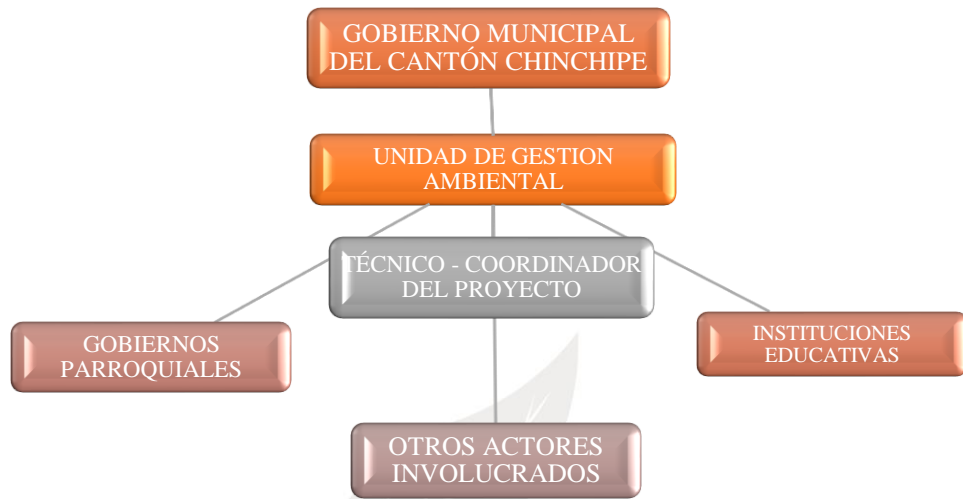 GOBIERNO MUNICIPAL
DEL CANTÓN CHINCHIPE
UNIDAD DE GESTION
AMBIENTAL
TÉCNICO - COORDINADOR
DEL PROYECTO
GOBIERNOS
PARROQUIALES
INSTITUCIONES
EDUCATIVAS
OTROS ACTORES
INVOLUCRADOS